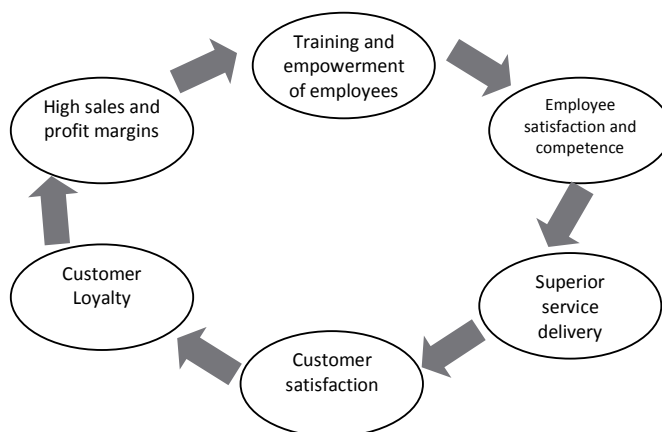 Training and
empowerment
of employees
Employee
satisfaction and
competence
Superior
service
delivery
Customer
satisfaction
Customer
Loyalty
High sales and
profit margins